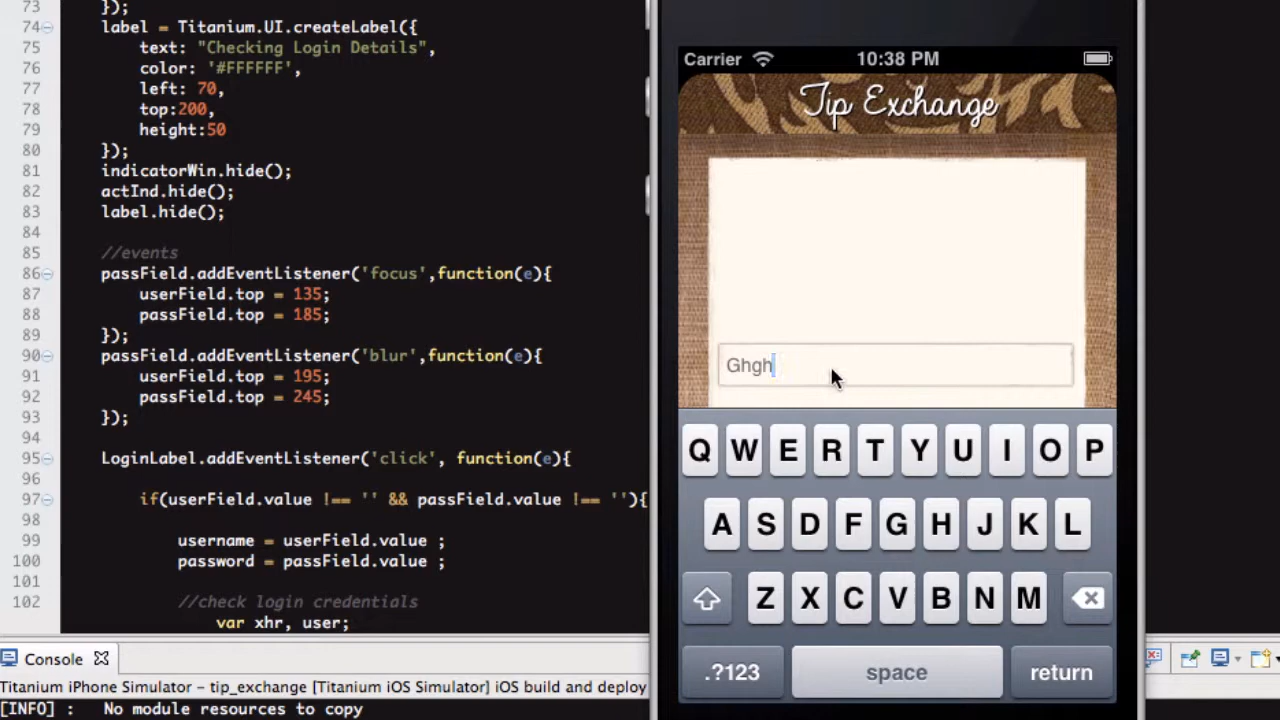 73 });
74 label = Titanium.UI.createLabel({
75 text: "Checking Login Details",
76 color: '#FFFFFF',
77 left: 70,
78 top:200,
79 height:50
80 });
81 indicatorWin.hide();
82 actInd.hide();
83 label.hide();
84
85 //events
86 passField.addEventListener('focus',function(e){
87 userField.top = 135;
88 passField.top = 185;
89 });
90 passField.addEventListener('blur',function(e){
91 userField.top = 195;
92 passField.top = 245;
93 });
94
95 LoginLabel.addEventListener('click', function(e){
96
97 if(userField.value !== '' && passField.value !== ''){
98
99 username = userField.value ;
100 password = passField.value ;
101
102 //check login credentials
var xhr, user;
Console
Titanium iPhone Simulator – tip_exchange [Titanium iOS Simulator] iOS build and deploy
[INFO] : No module resources to copy
Carrier 10:38 PM
Tip Exchange
Ghgh
Q W E R T Y U I O P
A S D F G H J K L
Z X C V B N M
.?123 space return